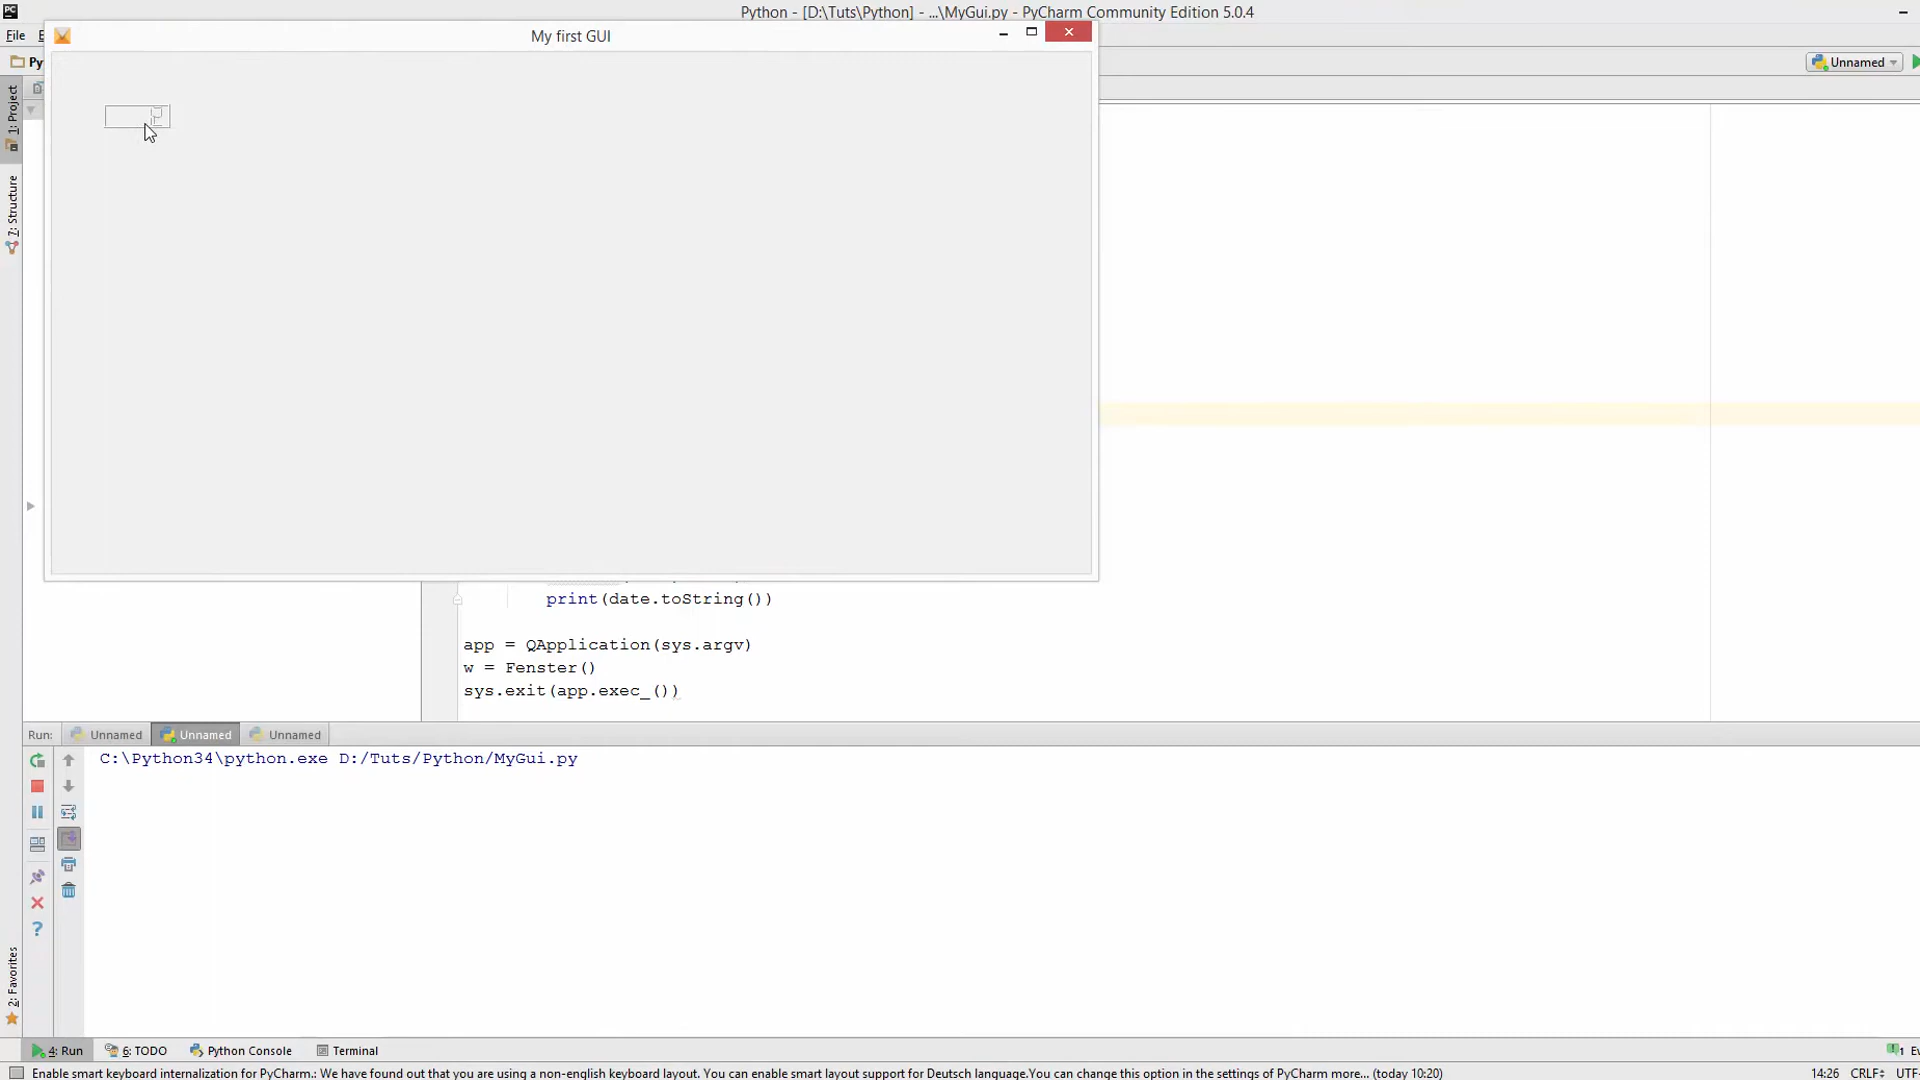 Python - [D:\Tuts\Python] - ...\MyGui.py - PyCharm Community Edition 5.0.4
My first GUI
File
Py
Unnamed
1: Project
7: Structure
print(date.toString())
app = QApplication(sys.argv)
w = Fenster()
sys.exit(app.exec_())
Run:
Unnamed
Unnamed
Unnamed
C:\Python34\python.exe D:/Tuts/Python/MyGui.py
2: Favorites
4: Run
6: TODO
Python Console
Terminal
1
Ev
Enable smart keyboard internalization for PyCharm.: We have found out that you are using a non-english keyboard layout. You can enable smart layout support for Deutsch language.You can change this option in the settings of PyCharm more... (today 10:20)
14:26
CRLF
UTF-